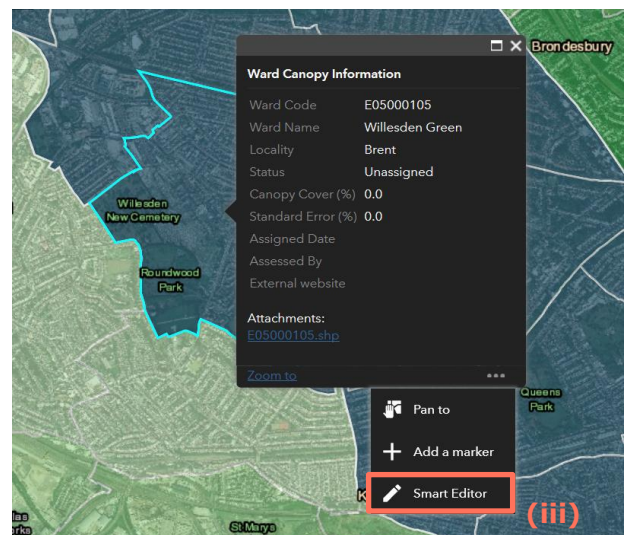 Brondesbury
Ward Canopy Information
Ward Code E05000105
Ward Name Willesden Green
Locality Brent
Status Unassigned
Canopy Cover (%) 0.0
Standard Error (%) 0.0
Assigned Date
Assessed By
External website
Attachments:
E05000105.shp
Zoom to
Willesden
New Cemetery
Roundwood
Park
Queens
Park
Pan to
Add a marker
Smart Editor
(iii)
K
St Marys